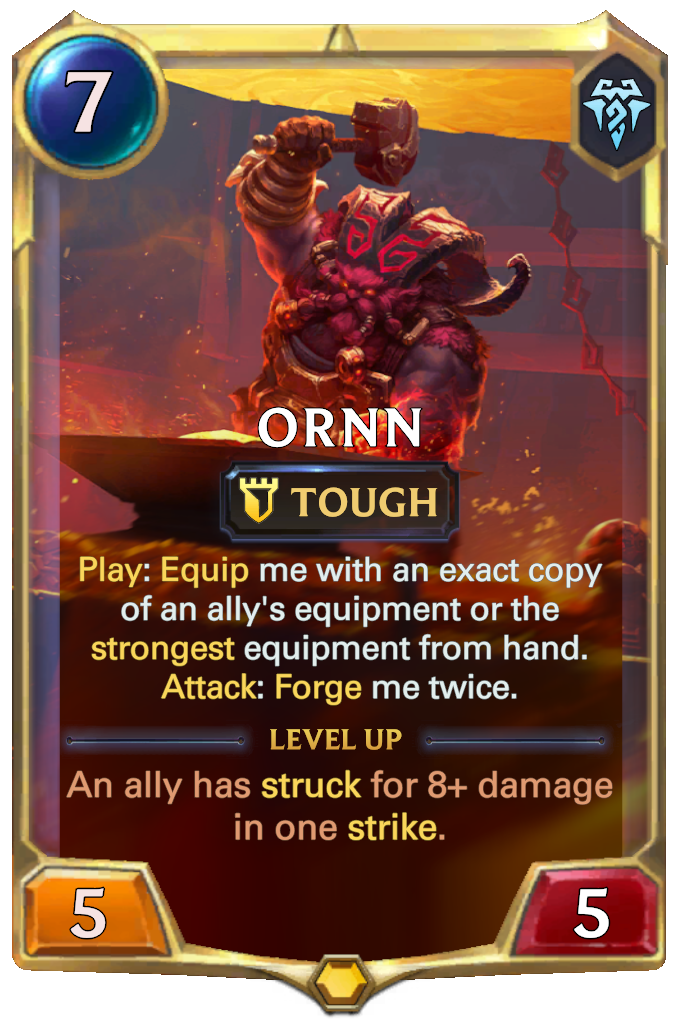 7
ORNN
TOUGH
Play: Equip me with an exact copy
of an ally's equipment or the
strongest equipment from hand.
Attack: Forge me twice.
LEVEL UP
An ally has struck for 8+ damage
in one strike.
5
5